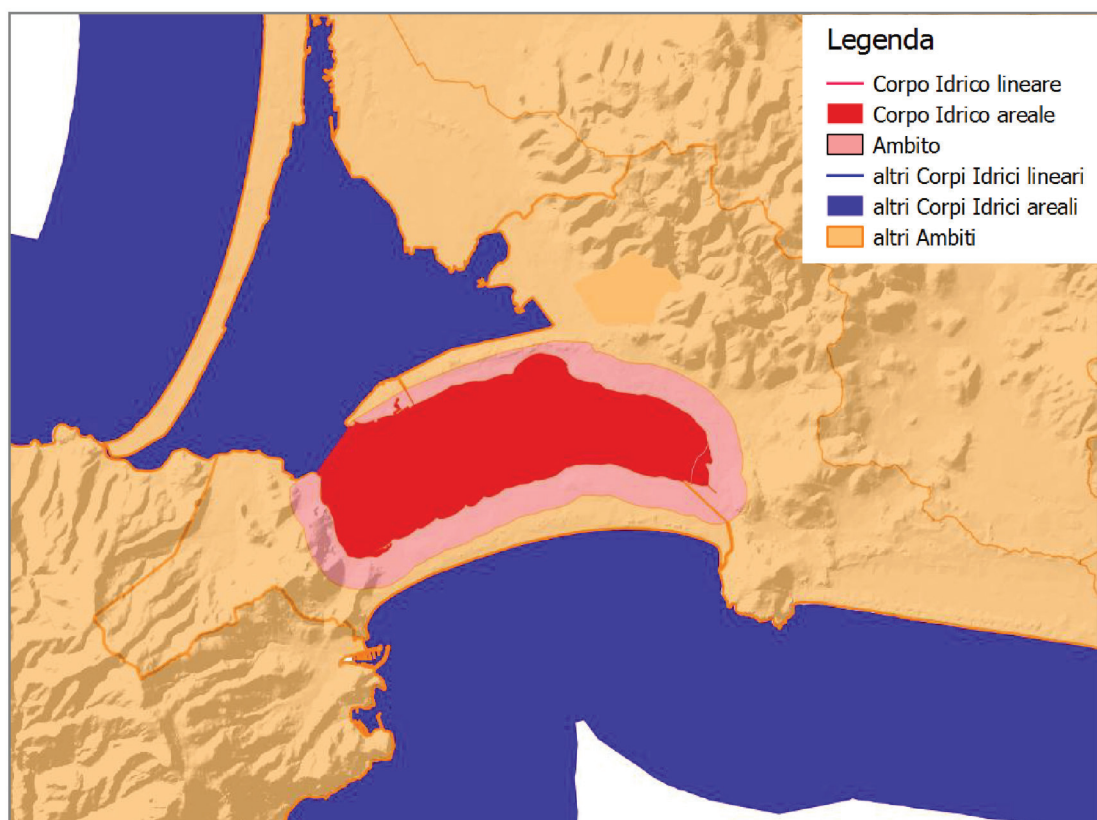 Legenda
Corpo Idrico lineare
Corpo Idrico areale
Ambito
altri Corpi Idrici lineari
altri Corpi Idrici areali
altri Ambiti